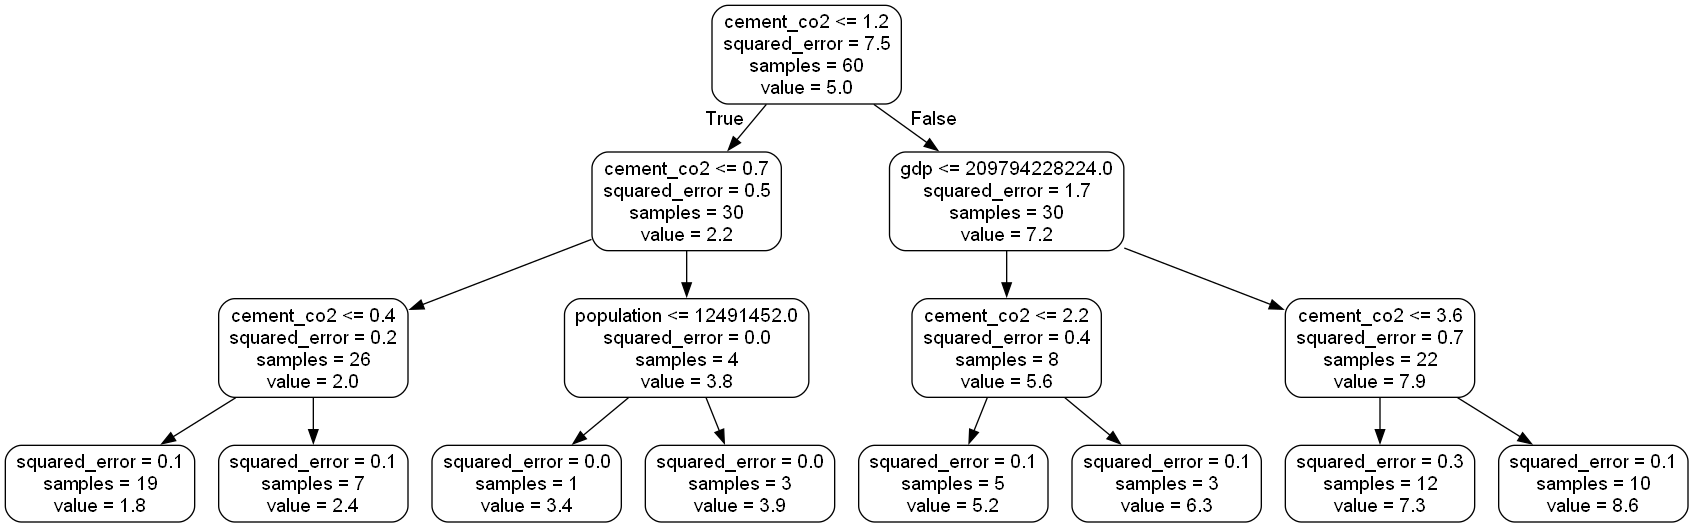 cement_co2 <= 1.2
squared_error = 7.5
samples = 60
value = 5.0
True
False
cement_co2 <= 0.7
squared_error = 0.5
samples = 30
value = 2.2
gdp <= 209794228224.0
squared_error = 1.7
samples = 30
value = 7.2
cement_co2 <= 0.4
squared_error = 0.2
samples = 26
value = 2.0
population <= 12491452.0
squared_error = 0.0
samples = 4
value = 3.8
cement_co2 <= 2.2
squared_error = 0.4
samples = 8
value = 5.6
cement_co2 <= 3.6
squared_error = 0.7
samples = 22
value = 7.9
squared_error = 0.1
samples = 19
value = 1.8
squared_error = 0.1
samples = 7
value = 2.4
squared_error = 0.0
samples = 1
value = 3.4
squared_error = 0.0
samples = 3
value = 3.9
squared_error = 0.1
samples = 5
value = 5.2
squared_error = 0.1
samples = 3
value = 6.3
squared_error = 0.3
samples = 12
value = 7.3
squared_error = 0.1
samples = 10
value = 8.6